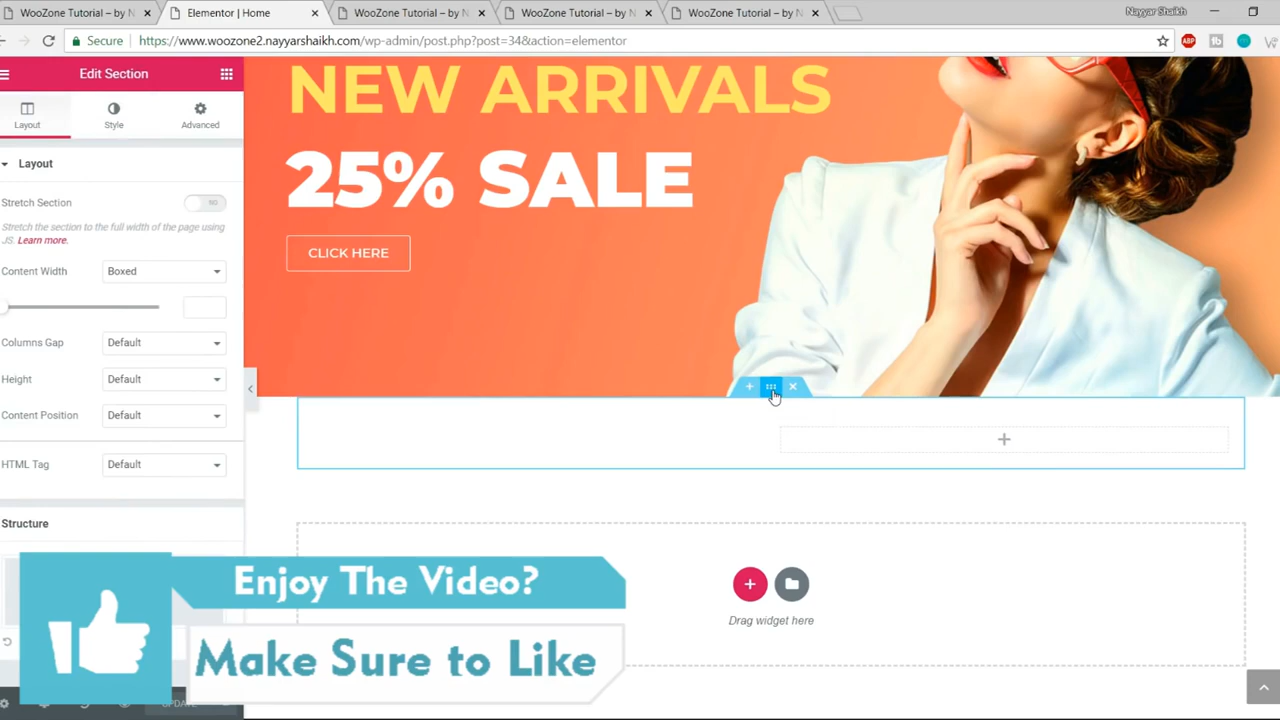 WooZone Tutorial – by N
Elementor | Home
WooZone Tutorial – by N
WooZone Tutorial – by N
WooZone Tutorial – by N
Nayyar Shaikh
Secure
https://www.woozone2.nayyarshaikh.com/wp-admin/post.php?post=34&action=elementor
ABP
Edit Section
Layout
Style
Advanced
Layout
Stretch Section
NO
Stretch the section to the full width of the page using
JS. Learn more.
Content Width
Boxed
Columns Gap
Default
Height
Default
Content Position
Default
HTML Tag
Default
Structure
UPDATE
NEW ARRIVALS
25% SALE
CLICK HERE
Drag widget here
Enjoy The Video?
Make Sure to Like